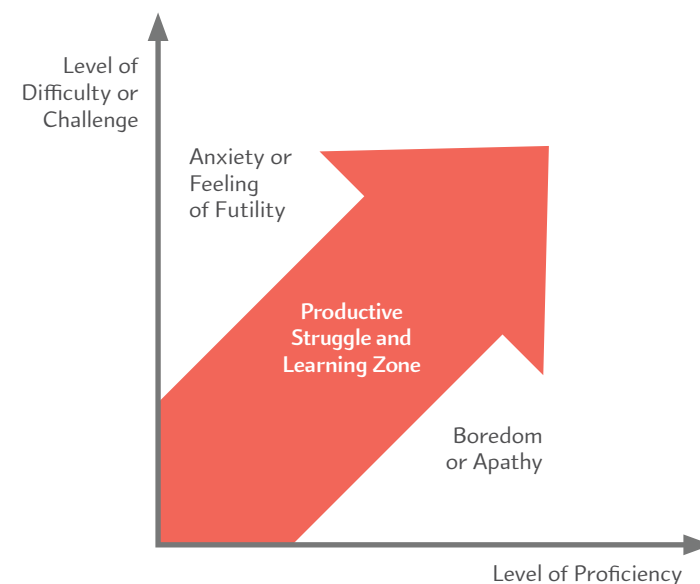 Level of
Difficulty or
Challenge
Anxiety or
Feeling
of Futility
Productive
Struggle and
Learning Zone
Boredom
or Apathy
Level of Proficiency